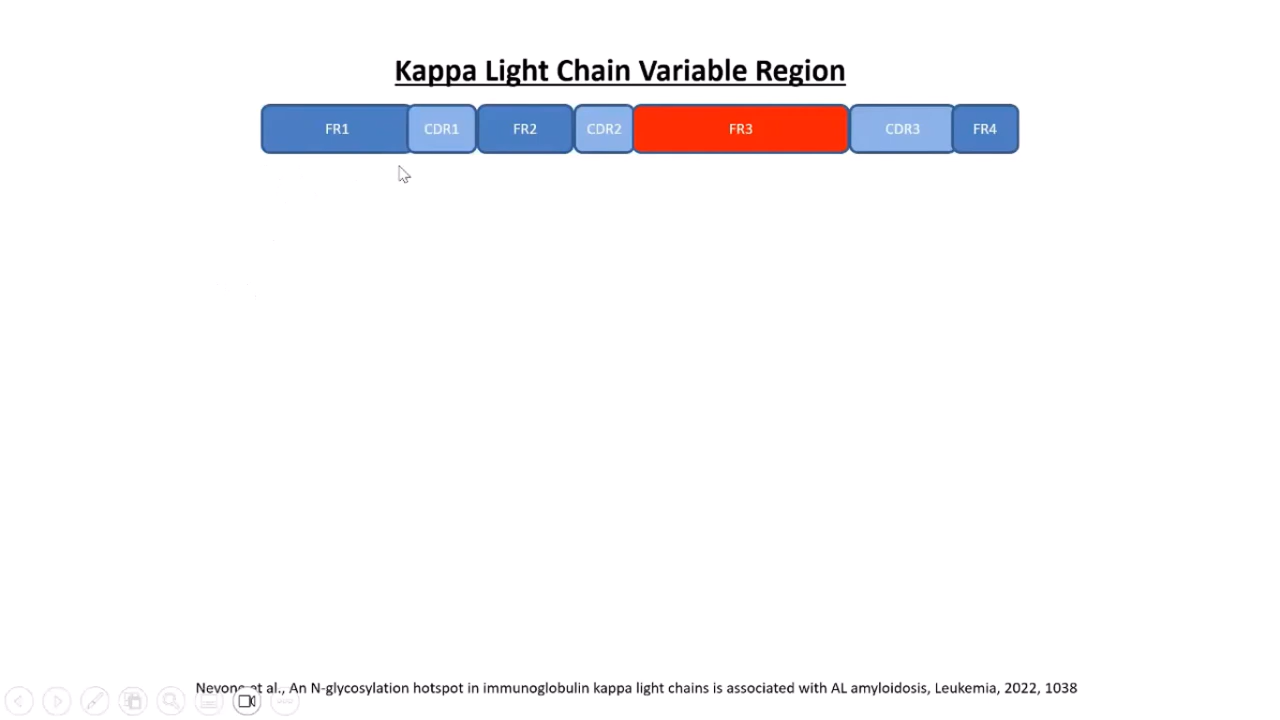 Kappa Light Chain Variable Region
FR1 CDR1 FR2 CDR2 FR3 CDR3 FR4
Nevone et al., An N-glycosylation hotspot in immunoglobulin kappa light chains is associated with AL amyloidosis, Leukemia, 2022, 1038